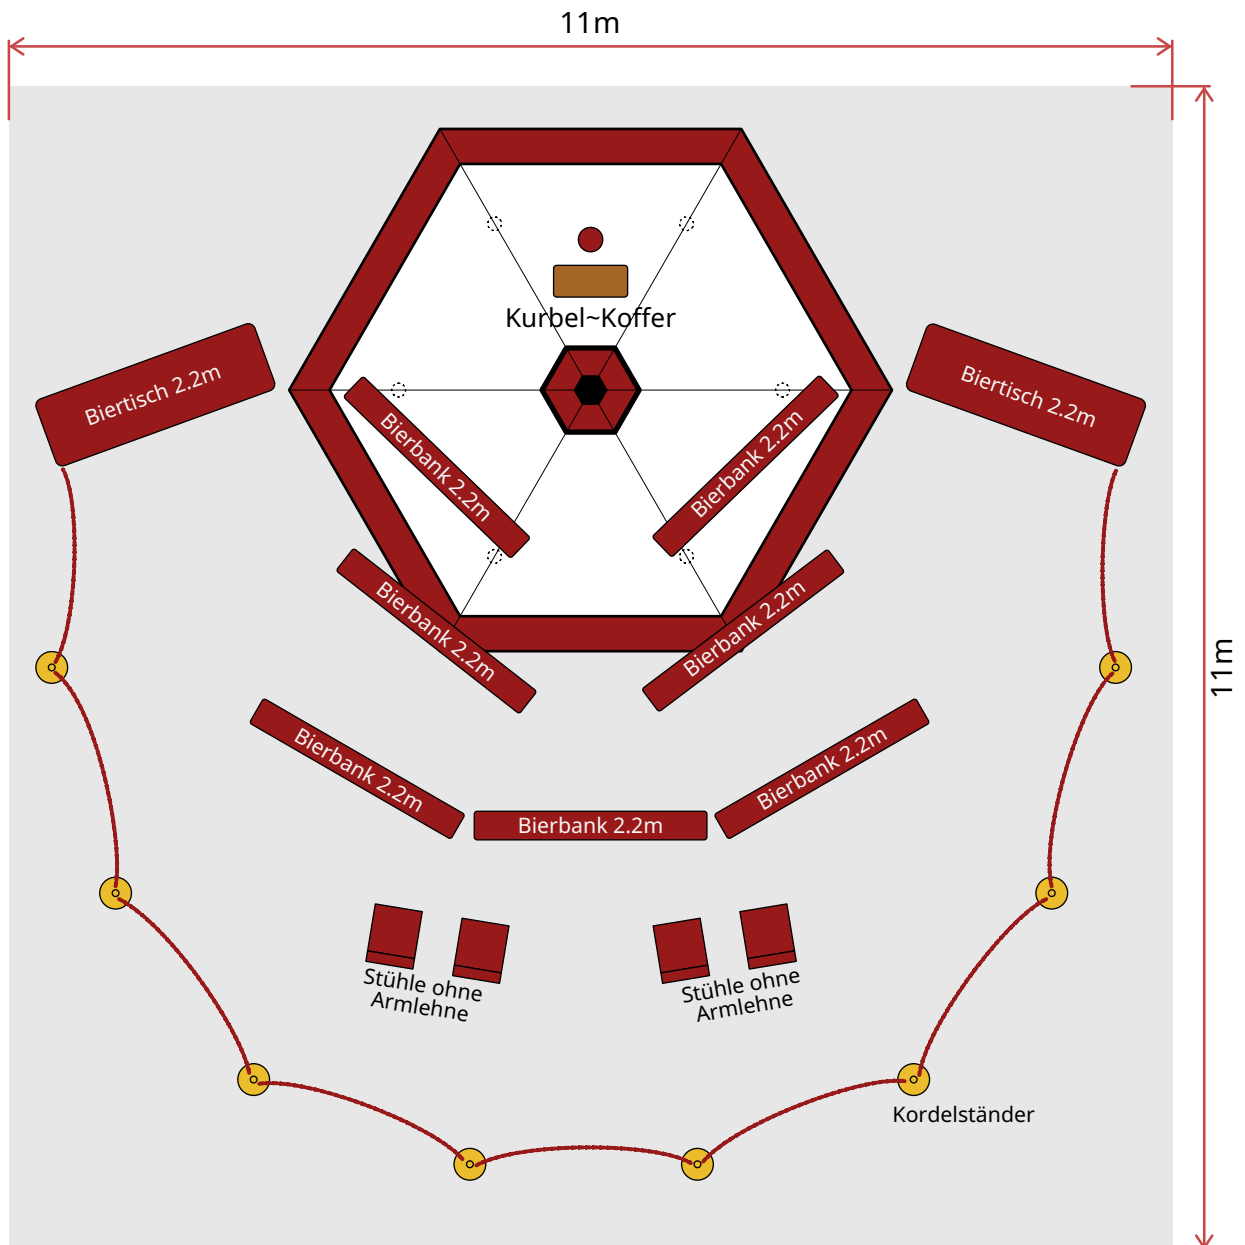 11m
Kurbel~Koffer
Biertisch 2.2m
Biertisch 2.2m
Bierbank 2.2m
Bierbank 2.2m
Bierbank 2.2m
Bierbank 2.2m
11m
Bierbank 2.2m
Bierbank 2.2m
Bierbank 2.2m
Stühle ohne
Armlehne
Stühle ohne
Armlehne
Kordelständer